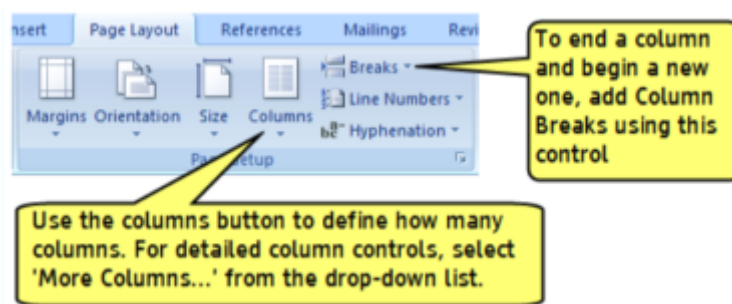 Page Layout References Mailings
Breaks
Line Numbers
Margins Orientation Size Columns
Hyphenation
To end a column
and begin a new
one, add Column
Breaks using this
control
Use the columns button to define how many
columns. For detailed column controls, select
'More Columns...' from the drop-down list.